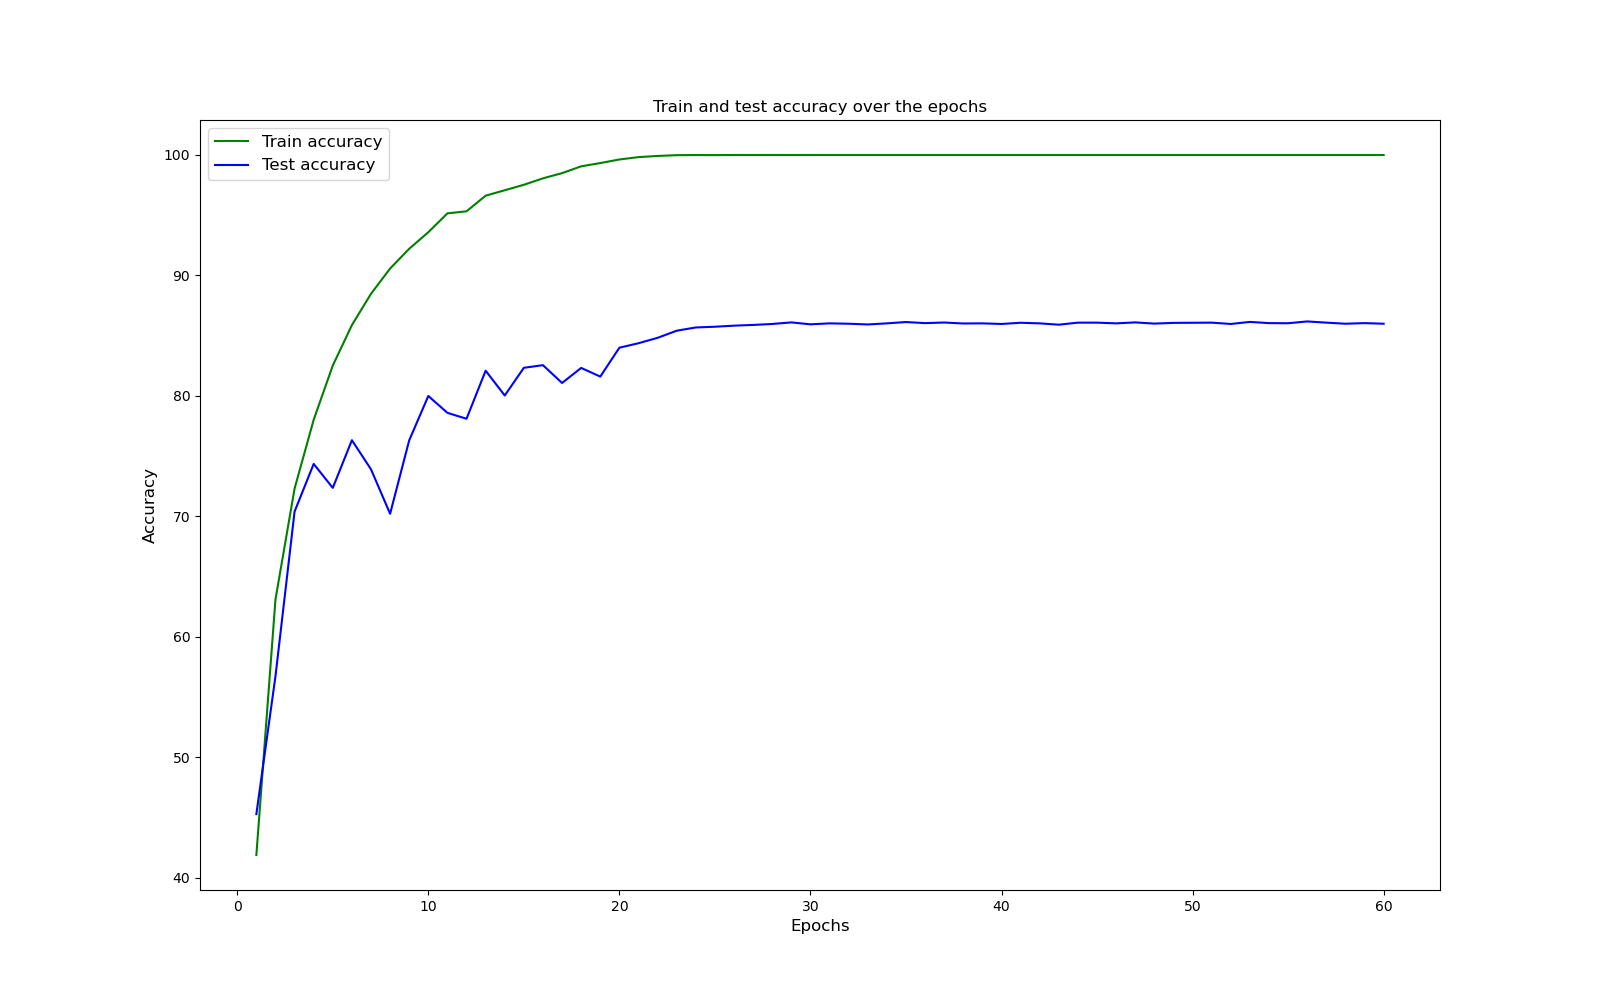 Train and test accuracy over the epochs
Train accuracy
Test accuracy
100
90
80
70
60
50
40
Accuracy
0 10 20 30 40 50 60
Epochs